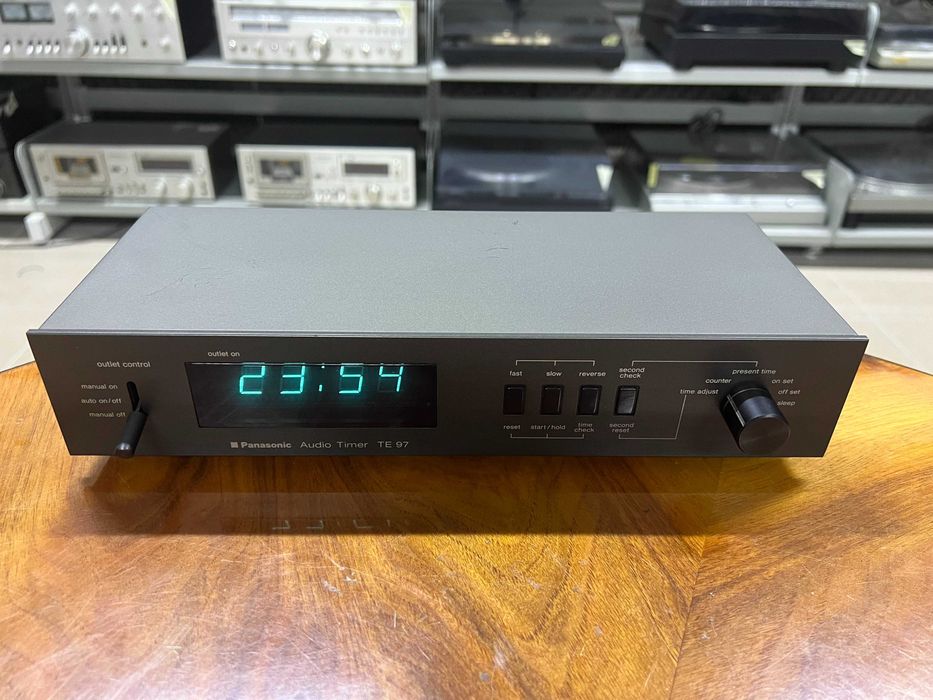 outlet control
manual on
auto on/off
manual off
outlet on
23:54
Panasonic Audio Timer TE 97
fast slow reverse second check
reset start/hold time check second reset
present time
counter on set
time adjust off set
sleep